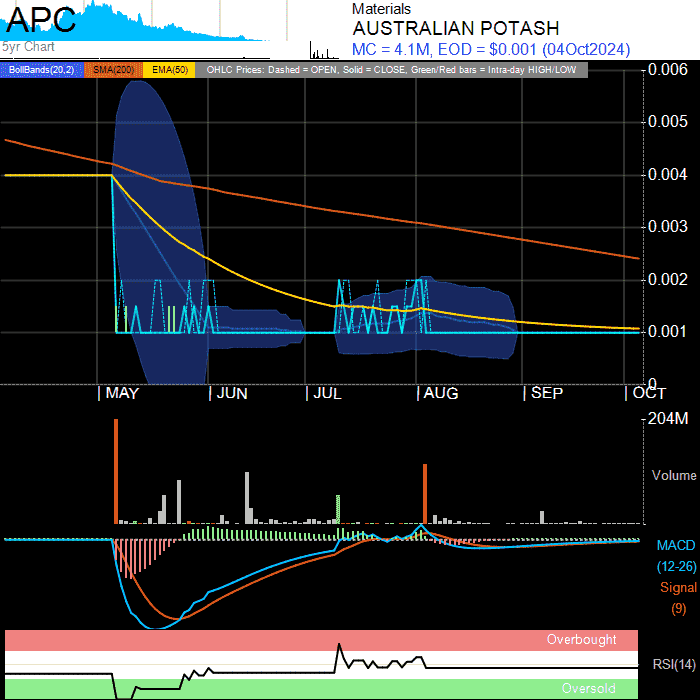 APC
5yr Chart
Materials
AUSTRALIAN POTASH
MC = 4.1M, EOD = $0.001 (04Oct2024)
BollBands(20,2) SMA(200) EMA(50) OHLC Prices: Dashed = OPEN, Solid = CLOSE, Green/Red bars = Intra-day HIGH/LOW
0.006
0.005
0.004
0.003
0.002
0.001
0
MAY JUN JUL AUG SEP OCT
204M
Volume
MACD
(12-26)
Signal
(9)
Overbought
RSI(14)
Oversold